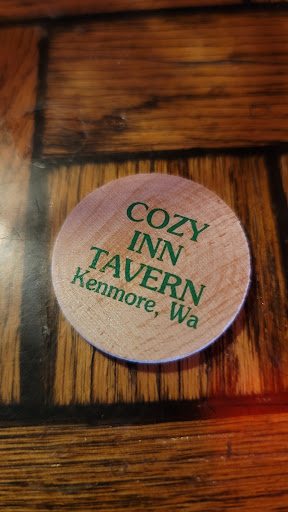 COZY
INN
TAVERN
Kenmore, Wa